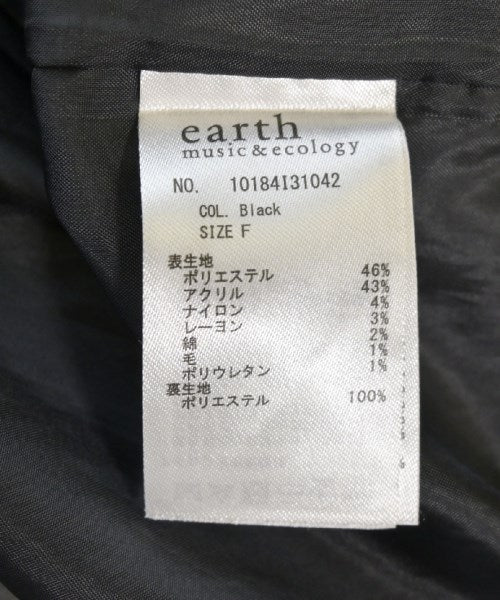 earth
music&ecology
NO. 10184I31042
COL. Black
SIZE F
表生地
ポリエステル 46%
アクリル 43%
ナイロン 4%
レーヨン 3%
綿 2%
毛 1%
ポリウレタン 1%
裏生地
ポリエステル 100%